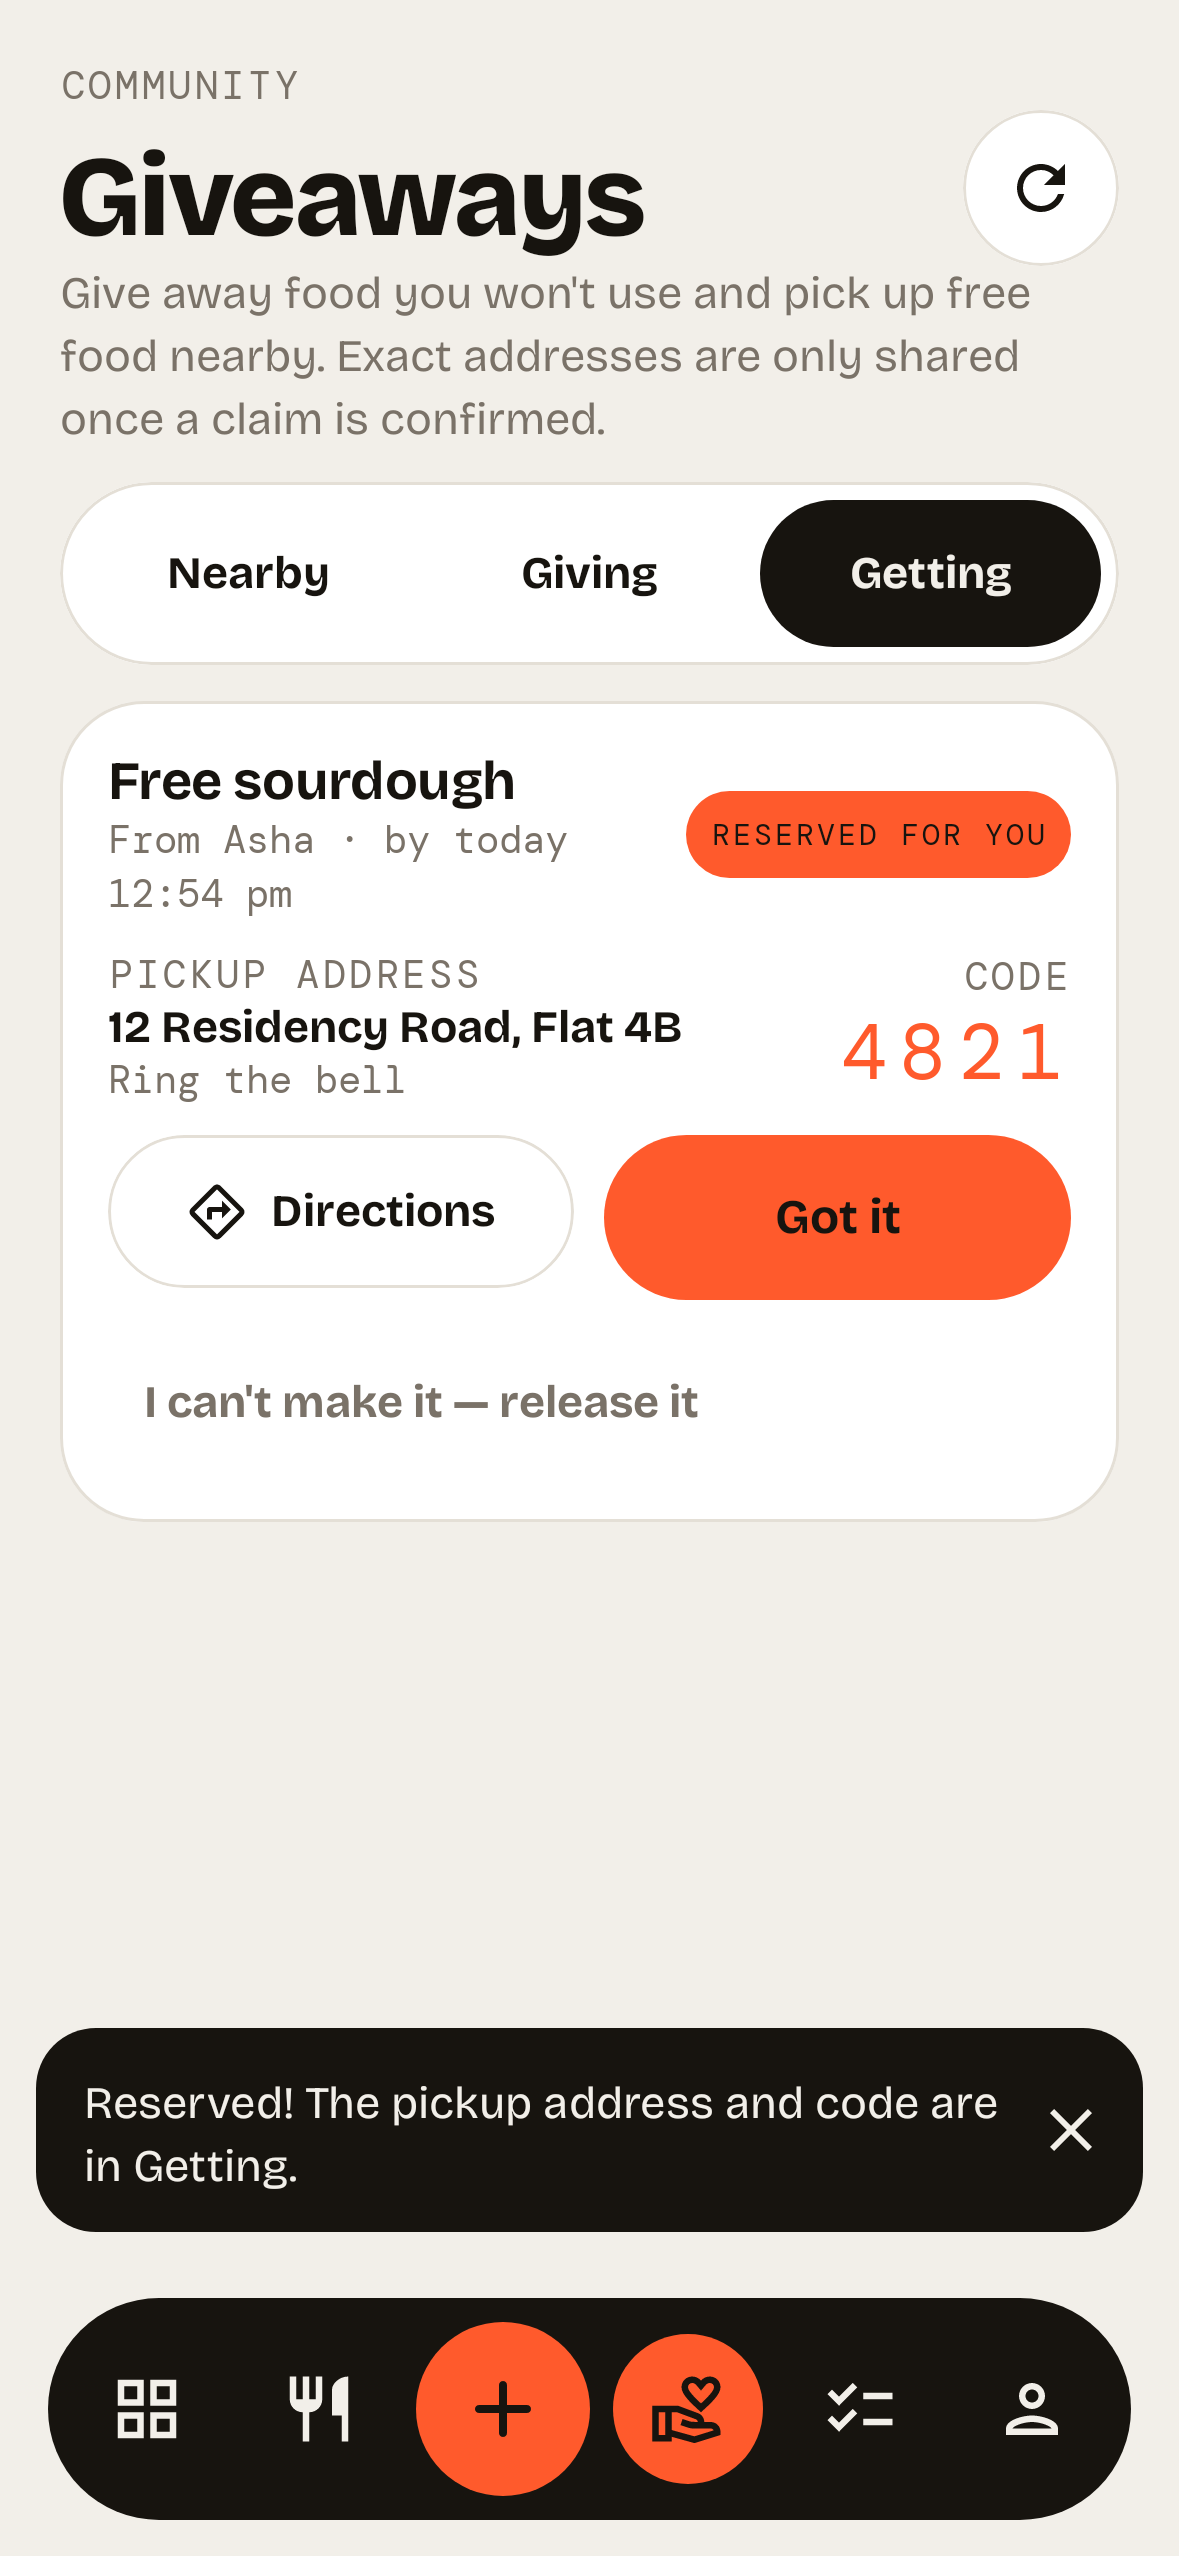 COMMUNITY
Giveaways
Give away food you won't use and pick up free
food nearby. Exact addresses are only shared
once a claim is confirmed.
Nearby
Giving
Getting
Free sourdough
From Asha · by today
12:54 pm
RESERVED FOR YOU
PICKUP ADDRESS
12 Residency Road, Flat 4B
Ring the bell
CODE
4821
Directions
Got it
I can't make it — release it
Reserved! The pickup address and code are
in Getting.